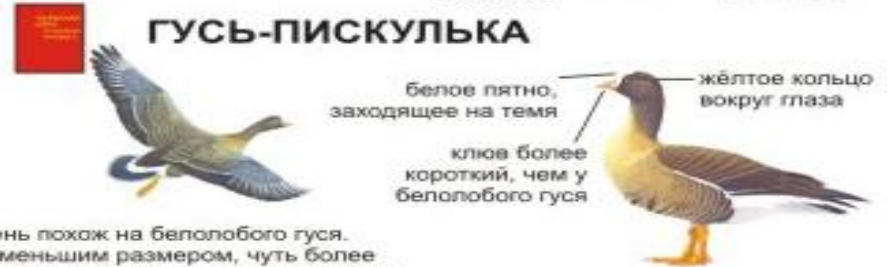 ГУСЬ-ПИСКУЛЬКА
белое пятно,
заходящее на темя
жёлтое кольцо
вокруг глаза
клюв более
короткий, чем у
белолобого гуся
нь похож на белолобого гуся.
меньшим размером, чуть более